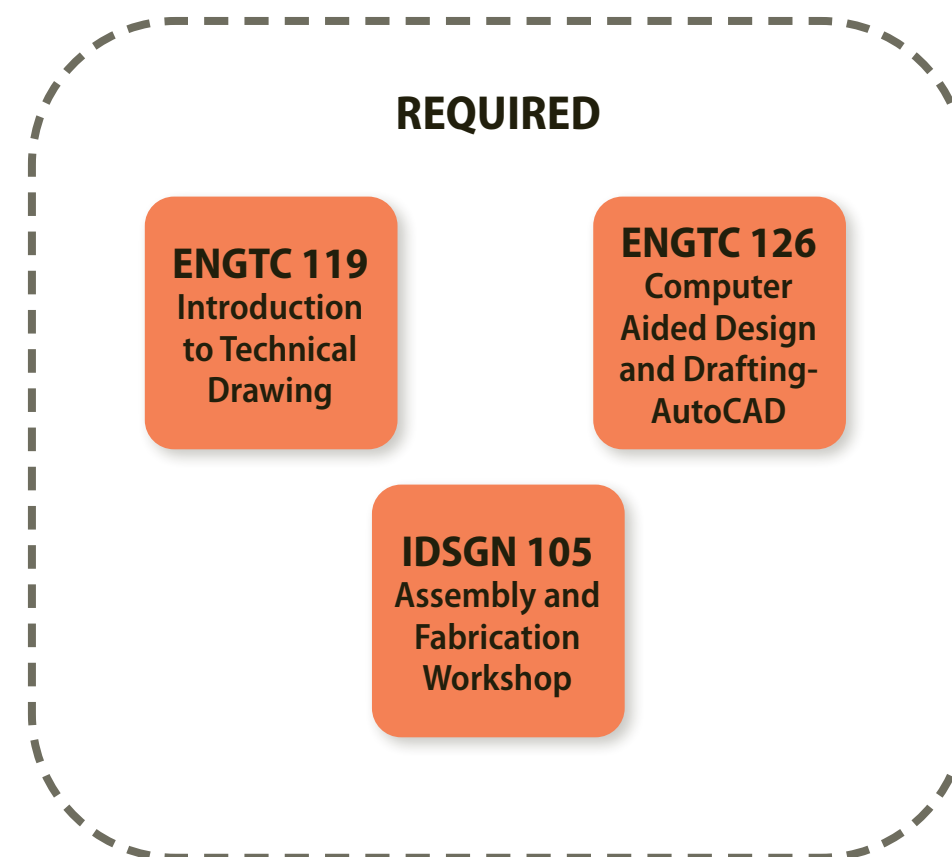 REQUIRED
ENGTC 119
Introduction
to Technical
Drawing
ENGTC 126
Computer
Aided Design
and Drafting-
AutoCAD
IDSGN 105
Assembly and
Fabrication
Workshop